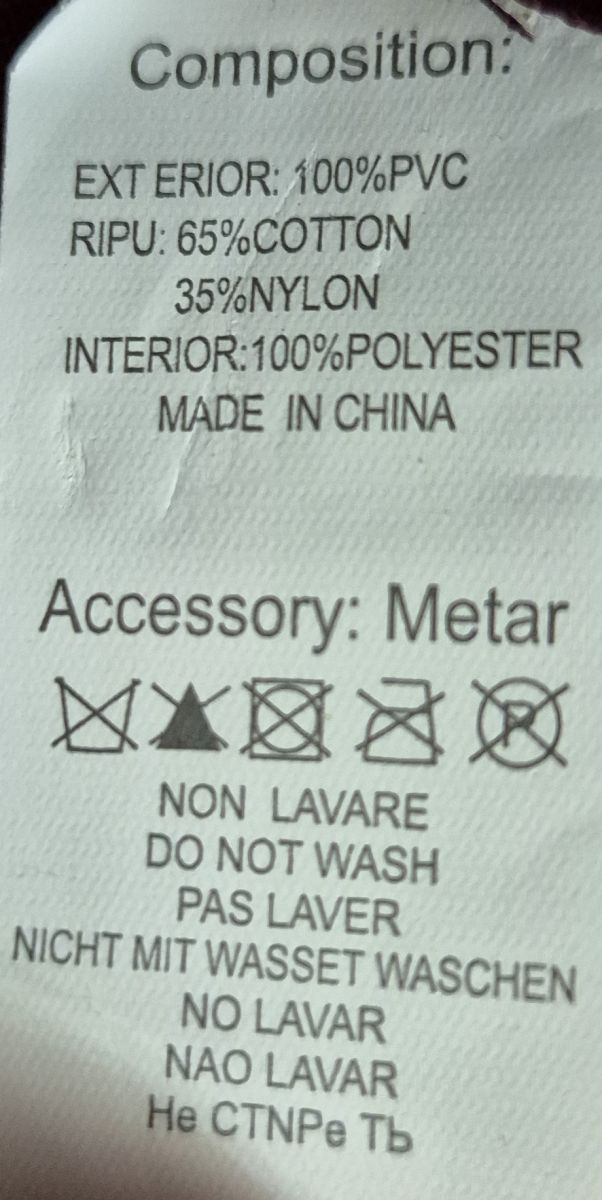 Composition:
EXT ERIOR: 100%PVC
RIPU: 65%COTTON
35%NYLON
INTERIOR:100%POLYESTER
MADE IN CHINA
Accessory: Metar
P
NON LAVARE
DO NOT WASH
PAS LAVER
NICHT MIT WASSET WASCHEN
NO LAVAR
NAO LAVAR
He CTNPe Tb